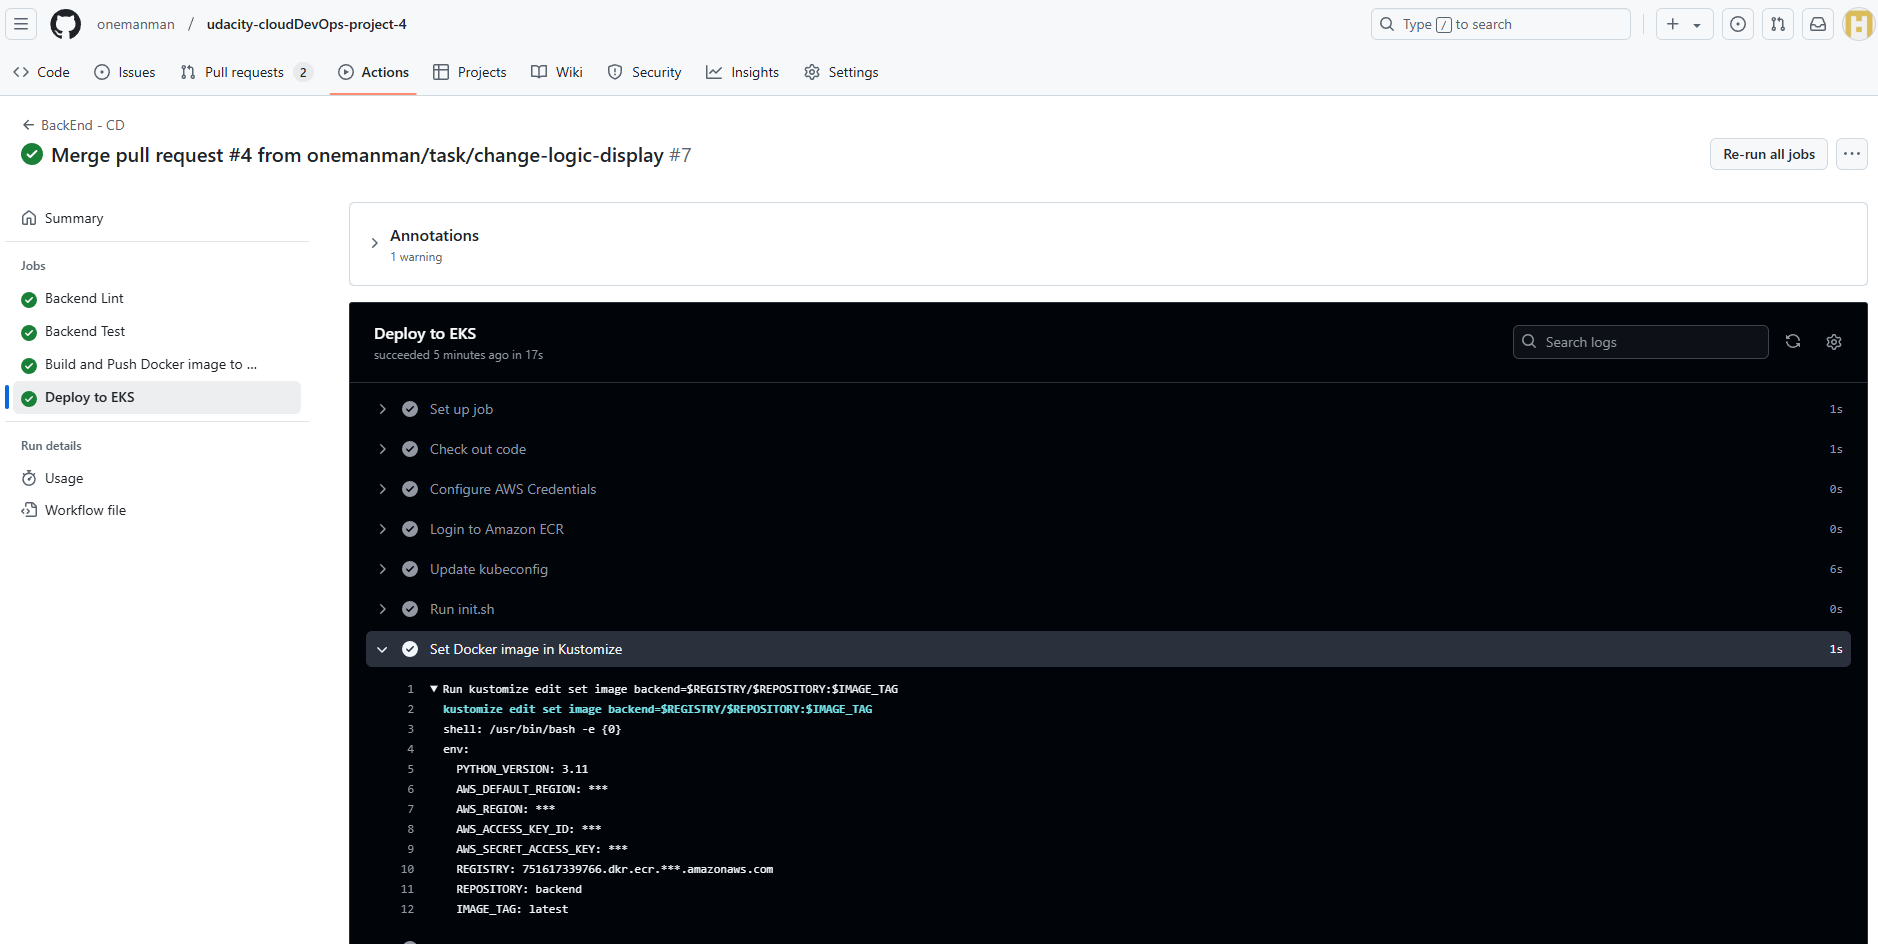 onemanman / udacity-cloudDevOps-project-4
Type / to search
Code
Issues
Pull requests 2
Actions
Projects
Wiki
Security
Insights
Settings
BackEnd - CD
Merge pull request #4 from onemanman/task/change-logic-display #7
Re-run all jobs
Summary
Jobs
Backend Lint
Backend Test
Build and Push Docker image to ...
Deploy to EKS
Run details
Usage
Workflow file
Annotations
1 warning
Deploy to EKS
succeeded 5 minutes ago in 17s
Search logs
Set up job 1s
Check out code 1s
Configure AWS Credentials 0s
Login to Amazon ECR 0s
Update kubeconfig 6s
Run init.sh 0s
Set Docker image in Kustomize 1s
1 ▼ Run kustomize edit set image backend=$REGISTRY/$REPOSITORY:$IMAGE_TAG
2 kustomize edit set image backend=$REGISTRY/$REPOSITORY:$IMAGE_TAG
3 shell: /usr/bin/bash -e {0}
4 env:
5 PYTHON_VERSION: 3.11
6 AWS_DEFAULT_REGION: ***
7 AWS_REGION: ***
8 AWS_ACCESS_KEY_ID: ***
9 AWS_SECRET_ACCESS_KEY: ***
10 REGISTRY: 751617339766.dkr.ecr.***.amazonaws.com
11 REPOSITORY: backend
12 IMAGE_TAG: latest